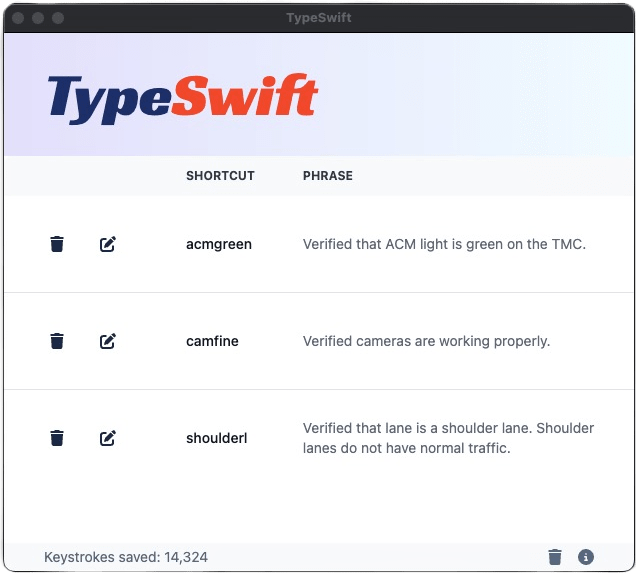 TypeSwift
TypeSwift
SHORTCUT PHRASE
acmgreen Verified that ACM light is green on the TMC.
camfine Verified cameras are working properly.
shoulderl Verified that lane is a shoulder lane. Shoulder
lanes do not have normal traffic.
Keystrokes saved: 14,324